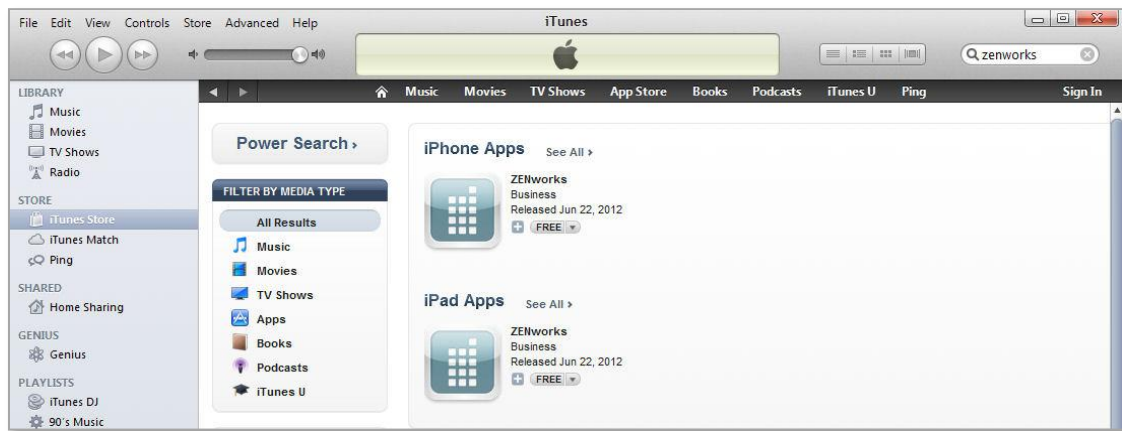 File Edit View Controls Store Advanced Help
iTunes
zenworks
LIBRARY
Music
Movies
TV Shows
Radio
STORE
iTunes Store
iTunes Match
Ping
SHARED
Home Sharing
GENIUS
Genius
PLAYLISTS
iTunes DJ
90's Music
Music Movies TV Shows App Store Books Podcasts iTunes U Ping Sign In
Power Search ›
FILTER BY MEDIA TYPE
All Results
Music
Movies
TV Shows
Apps
Books
Podcasts
iTunes U
iPhone Apps See All ›
ZENworks
Business
Released Jun 22, 2012
FREE
iPad Apps See All ›
ZENworks
Business
Released Jun 22, 2012
FREE